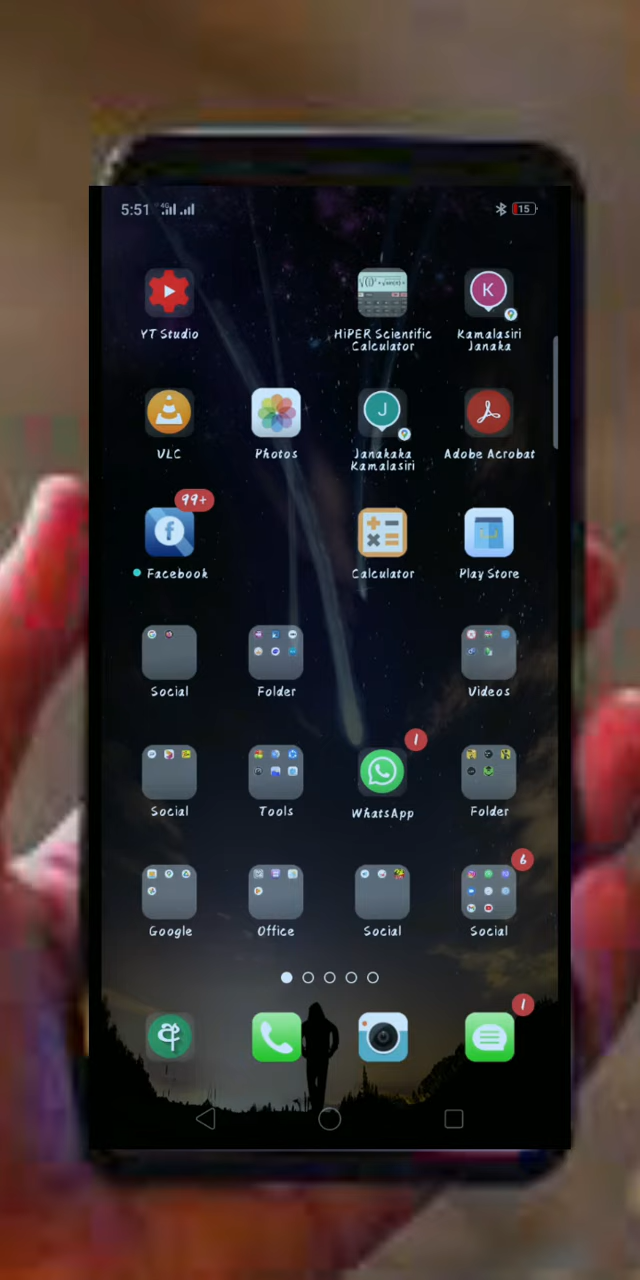 5:51 4G 15
YT Studio
HiPER Scientific
Calculator
Kamalasiri
Janaka
K
VLC
Photos
J
Janakaka
Kamalasiri
Adobe Acrobat
99+
Facebook
Calculator
Play Store
Social
Folder
Videos
Social
Tools
1
WhatsApp
Folder
Google
Office
Social
6
Social
අ
1